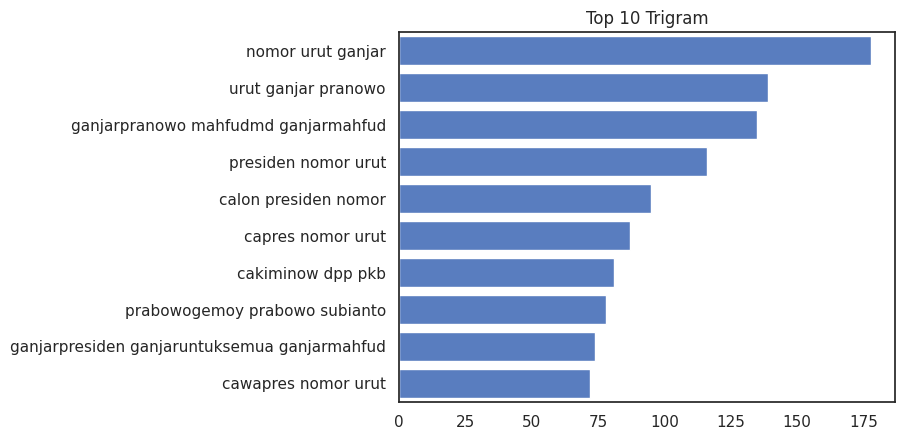 Top 10 Trigram
nomor urut ganjar
urut ganjar pranowo
ganjarpranowo mahfudmd ganjarmahfud
presiden nomor urut
calon presiden nomor
capres nomor urut
cakiminow dpp pkb
prabowogemoy prabowo subianto
ganjarpresiden ganjaruntuksemua ganjarmahfud
cawapres nomor urut
0 25 50 75 100 125 150 175